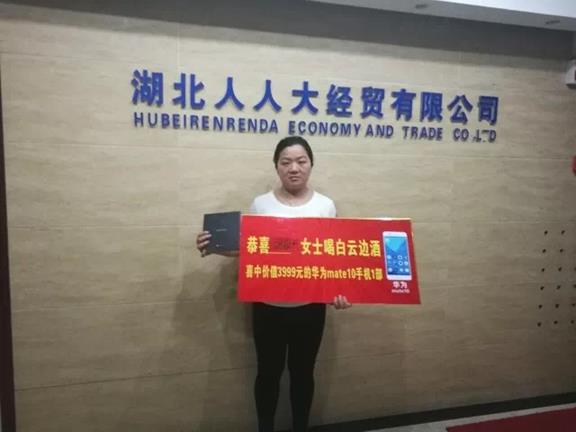 湖北人人大经贸有限公司
HUBEIRENRENDA ECONOMY AND TRADE CO.LTD
恭喜 女士喝白云边酒
喜中价值3999元的华为mate10手机1部
华为
mate10